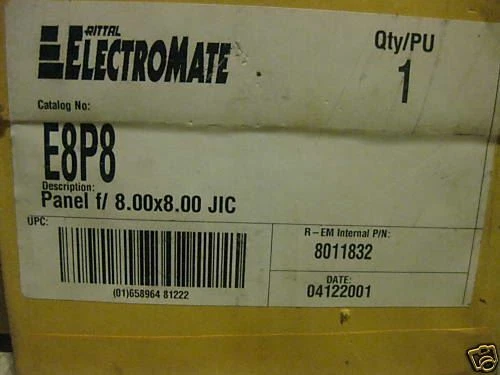 RITTAL
ELECTROMATE
Qty/PU
1
Catalog No:
E8P8
Description:
Panel f/ 8.00x8.00 JIC
UPC:
(01)658964 81222
R-EM Internal P/N:
8011832
DATE:
04122001